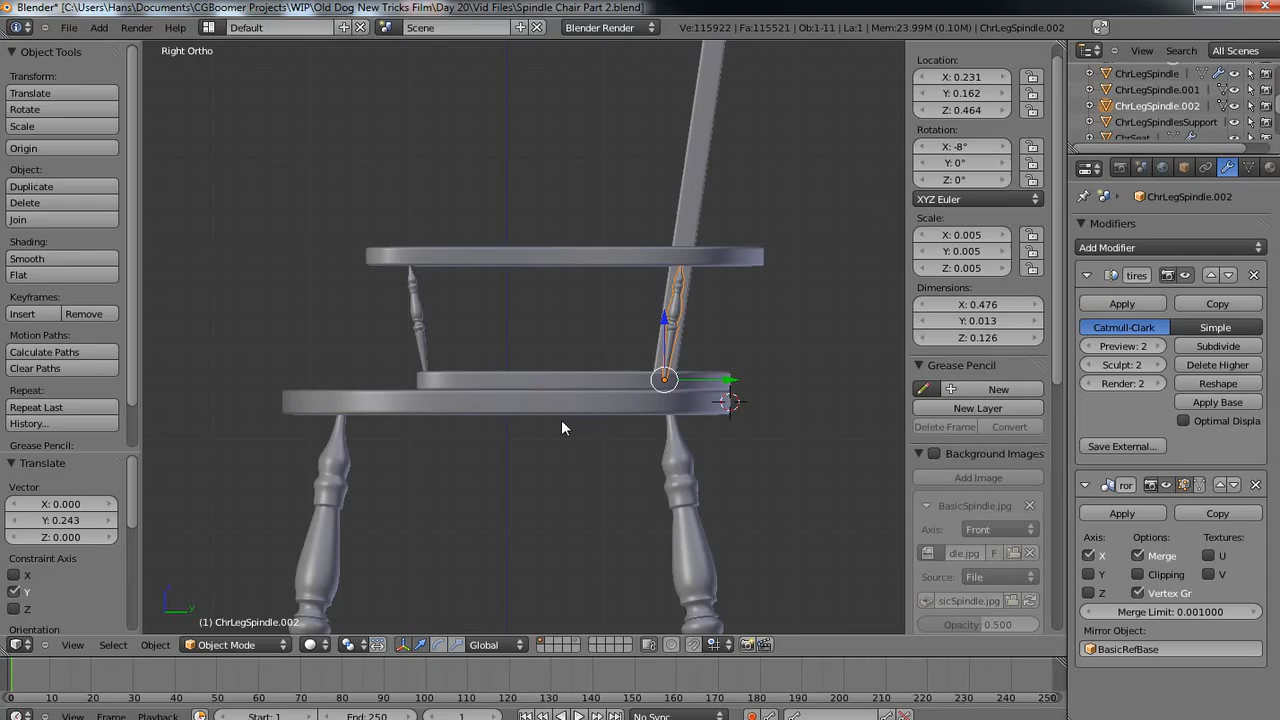 Blender* [C:\Users\Hans\Documents\CGBoomer Projects\WIP\Old Dog New Tricks Film\Day 20\Vid Files\Spindle Chair Part 2.blend]
File Add Render Help Default Scene Blender Render Ve:115922 | Fa:115521 | Ob:1-11 | La:1 | Mem:23.99M (0.10M) | ChrLegSpindle.002
View Search All Scenes
Object Tools
Transform:
Translate
Rotate
Scale
Origin
Object:
Duplicate
Delete
Join
Shading:
Smooth
Flat
Keyframes:
Insert Remove
Motion Paths:
Calculate Paths
Clear Paths
Repeat:
Repeat Last
History...
Grease Pencil:
Translate
Vector
X: 0.000
Y: 0.243
Z: 0.000
Constraint Axis
X
Y
Z
Orientation
Right Ortho
z
y
(1) ChrLegSpindle.002
View Select Object Object Mode Global
Location:
X: 0.231
Y: 0.162
Z: 0.464
Rotation:
X: -8°
Y: 0°
Z: 0°
XYZ Euler
Scale:
X: 0.005
Y: 0.005
Z: 0.005
Dimensions:
X: 0.476
Y: 0.013
Z: 0.126
Grease Pencil
New
New Layer
Delete Frame Convert
Background Images
Add Image
BasicSpindle.jpg
Axis: Front
dle.jpg F
Source: File
sicSpindle.jpg
Opacity: 0.500
ChrLegSpindle
ChrLegSpindle.001
ChrLegSpindle.002
ChrLegSpindlesSupport
ChrSeat
ChrLegSpindle.002
Modifiers
Add Modifier
tires
Apply Copy
Catmull-Clark Simple
Preview: 2 Subdivide
Sculpt: 2 Delete Higher
Render: 2 Reshape
Apply Base
Optimal Displa
Save External...
ror
Apply Copy
Axis: Options: Textures:
X Merge U
Y Clipping V
Z Vertex Gr
Merge Limit: 0.001000
Mirror Object:
BasicRefBase
0 10 20 30 40 50 60 70 80 90 100 110 120 130 140 150 160 170 180 190 200 210 220 230 240 250
View Frame Playback Start: 1 End: 250 1 No Sync